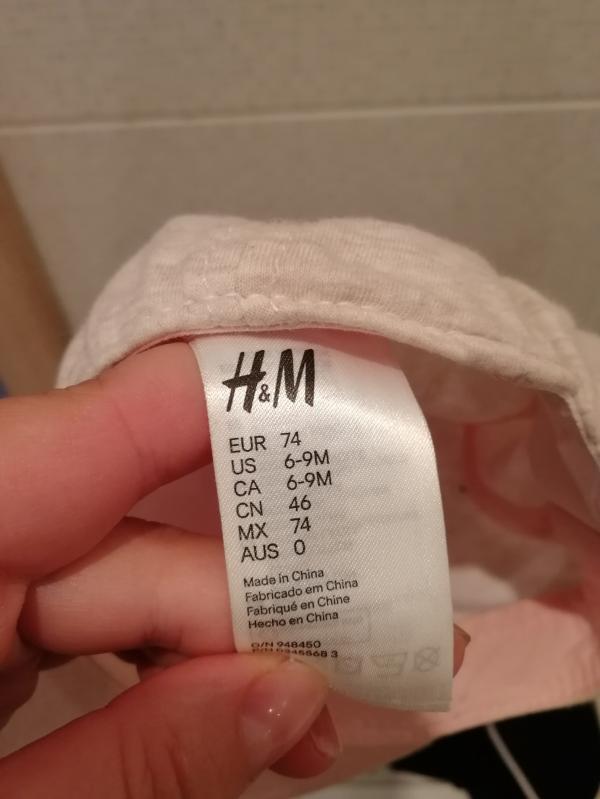 H&M
EUR 74
US 6-9M
CA 6-9M
CN 46
MX 74
AUS 0
Made in China
Fabricado em China
Fabriqué en Chine
Hecho en China
O/N 948450